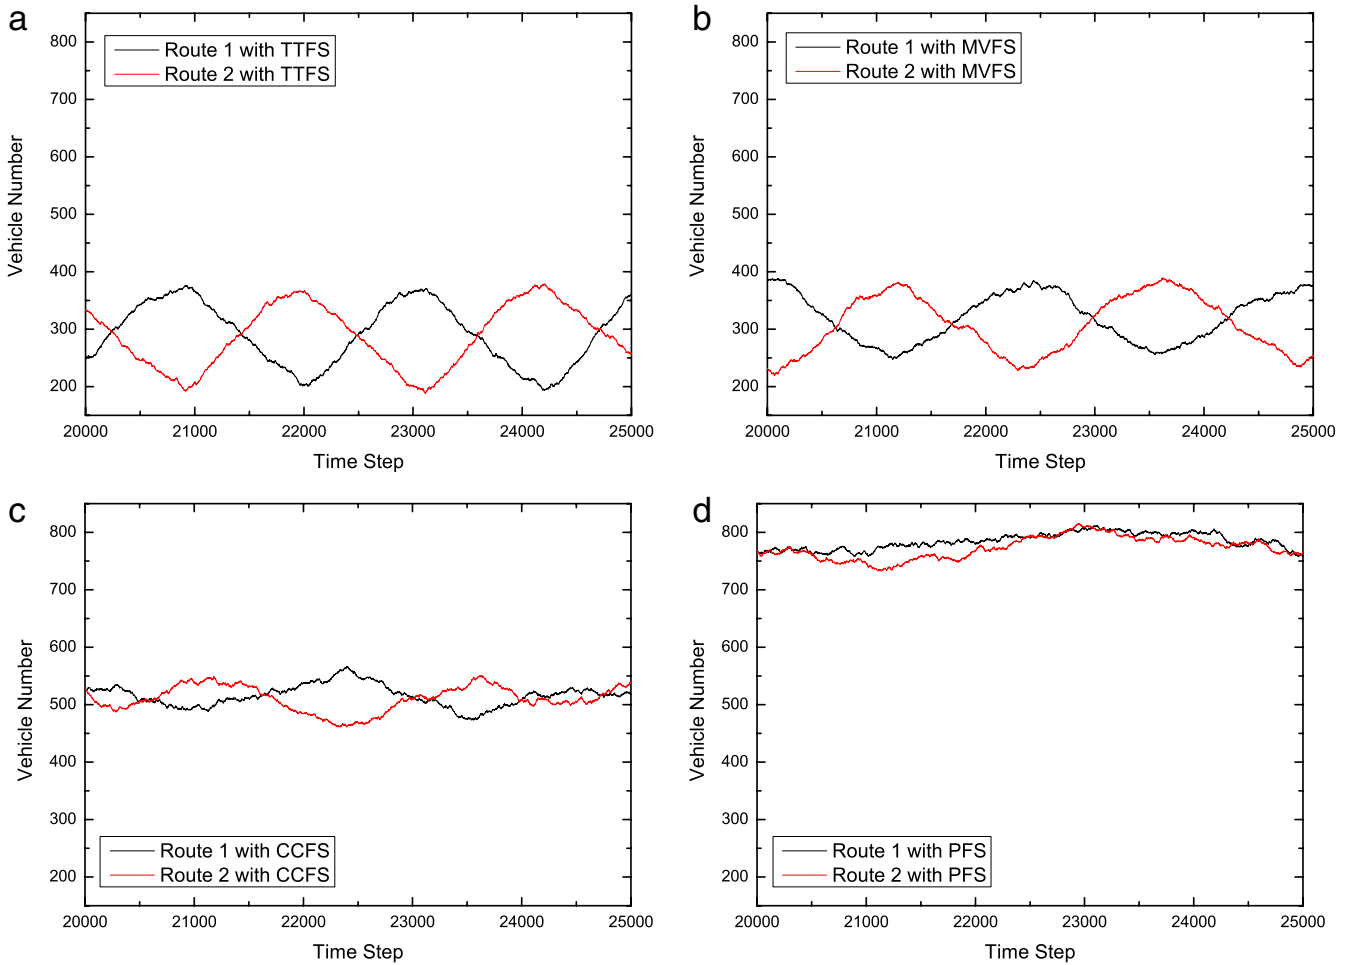 a
Route 1 with TTFS
Route 2 with TTFS
Vehicle Number
800
700
600
500
400
300
200
20000 21000 22000 23000 24000 25000
Time Step
b
Route 1 with MVFS
Route 2 with MVFS
Vehicle Number
800
700
600
500
400
300
200
20000 21000 22000 23000 24000 25000
Time Step
c
Vehicle Number
800
700
600
500
400
300
200
Route 1 with CCFS
Route 2 with CCFS
20000 21000 22000 23000 24000 25000
Time Step
d
Vehicle Number
800
700
600
500
400
300
200
Route 1 with PFS
Route 2 with PFS
20000 21000 22000 23000 24000 25000
Time Step